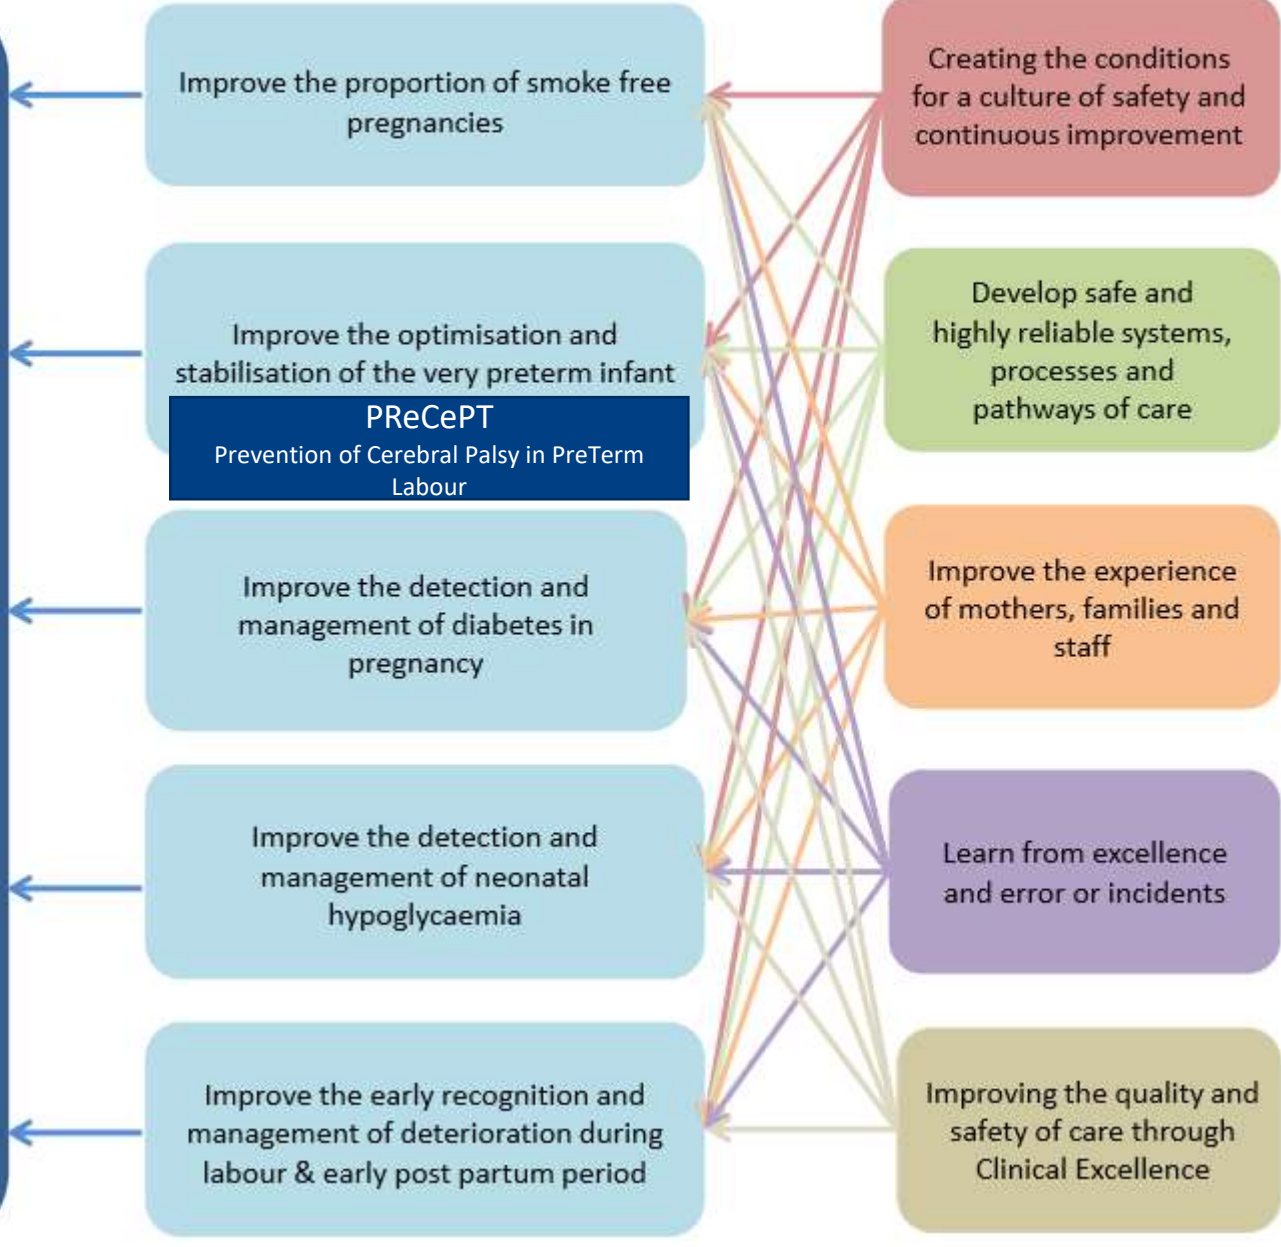 Improve the proportion of smoke free
pregnancies
Improve the optimisation and
stabilisation of the very preterm infant
PReCePT
Prevention of Cerebral Palsy in PreTerm
Labour
Improve the detection and
management of diabetes in
pregnancy
Improve the detection and
management of neonatal
hypoglycaemia
Improve the early recognition and
management of deterioration during
labour & early post partum period
Creating the conditions
for a culture of safety and
continuous improvement
Develop safe and
highly reliable systems,
processes and
pathways of care
Improve the experience
of mothers, families and
staff
Learn from excellence
and error or incidents
Improving the quality and
safety of care through
Clinical Excellence